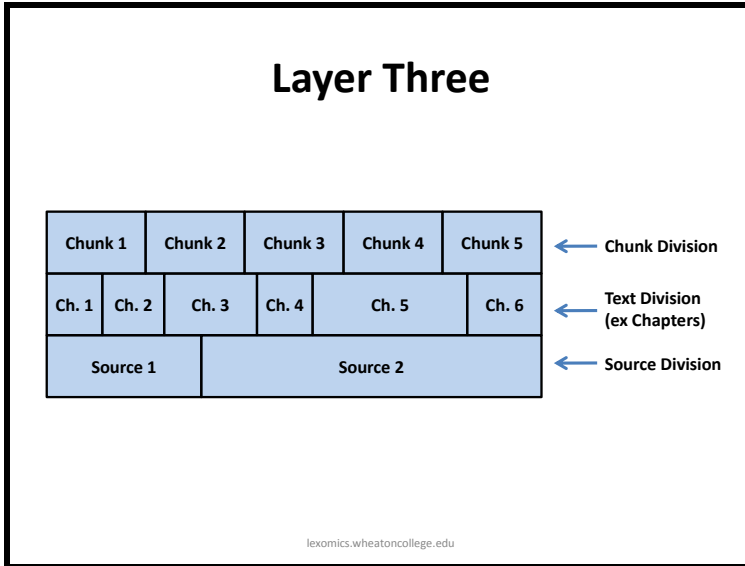 Layer Three
Chunk 1 Chunk 2 Chunk 3 Chunk 4 Chunk 5 Chunk Division
Ch. 1 Ch. 2 Ch. 3 Ch. 4 Ch. 5 Ch. 6 Text Division
(ex Chapters)
Source 1 Source 2 Source Division
lexomics.wheatoncollege.edu